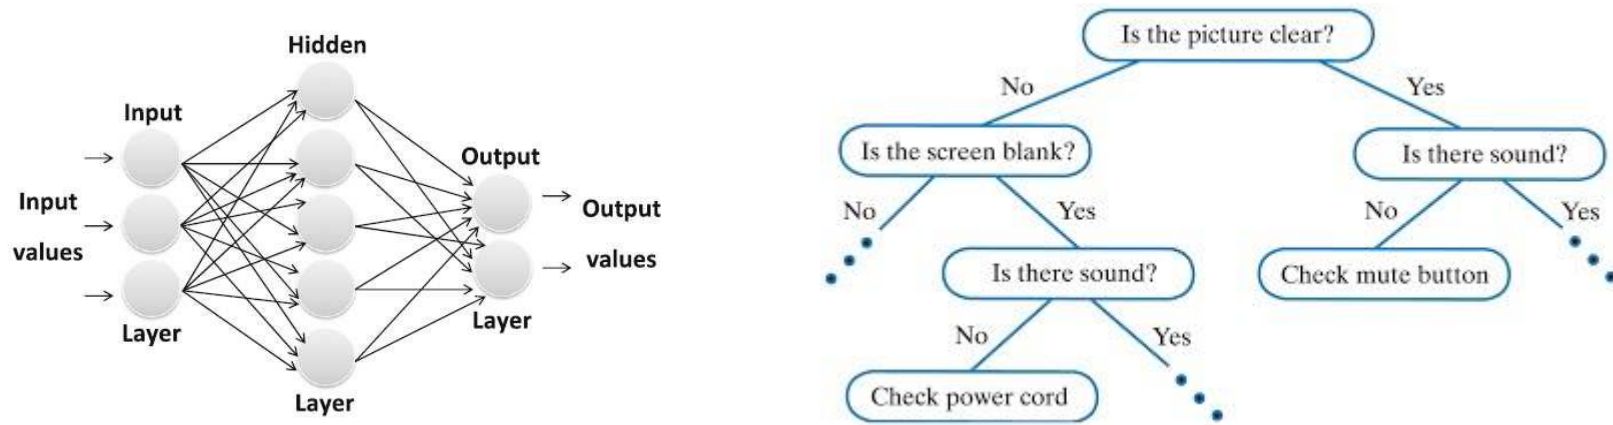 Hidden
Input
Output
Input
values
Output
values
Layer
Layer
Layer
Is the picture clear?
No
Yes
Is the screen blank?
Is there sound?
No
Yes
No
Yes
Is there sound?
Check mute button
No
Yes
Check power cord